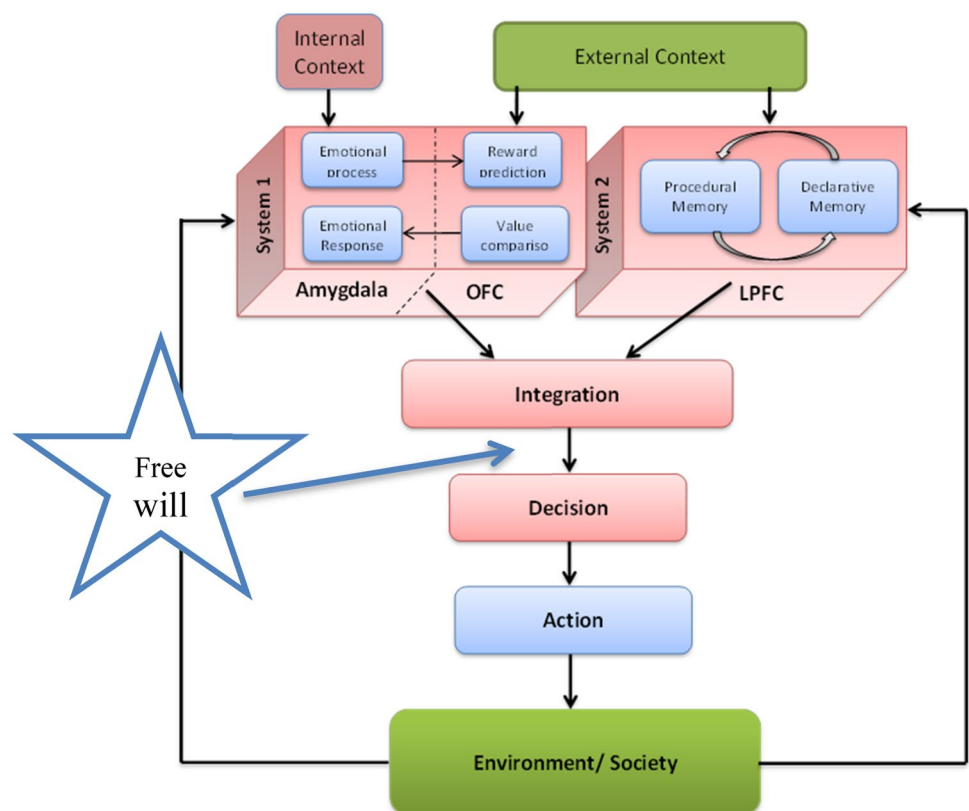 Internal
Context
External Context
System 1
Emotional
process
Reward
prediction
Emotional
Response
Value
compariso
Amygdala
OFC
System 2
Procedural
Memory
Declarative
Memory
LPFC
Integration
Free
will
Decision
Action
Environment/ Society